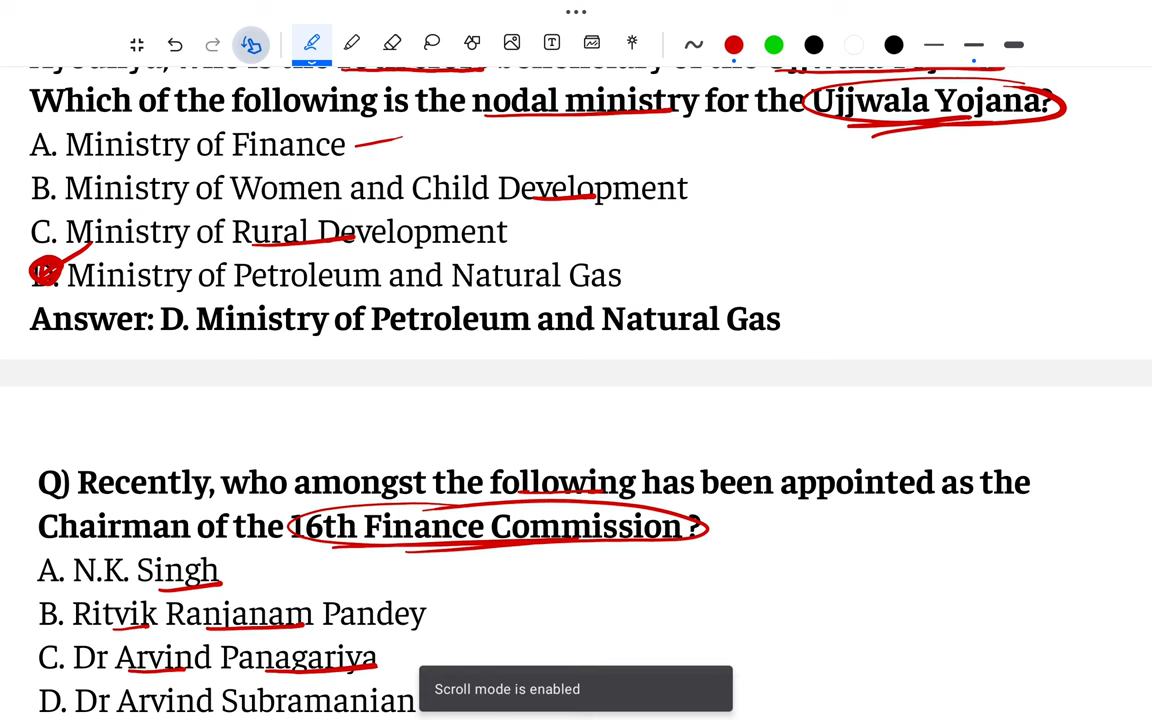 Which of the following is the nodal ministry for the Ujjwala Yojana?
A. Ministry of Finance
B. Ministry of Women and Child Development
C. Ministry of Rural Development
Ministry of Petroleum and Natural Gas
Answer: D. Ministry of Petroleum and Natural Gas
Q) Recently, who amongst the following has been appointed as the
Chairman of the 16th Finance Commission ?
A. N.K. Singh
B. Ritvik Ranjanam Pandey
C. Dr Arvind Panagariya
D. Dr Arvind Subramanian
Scroll mode is enabled